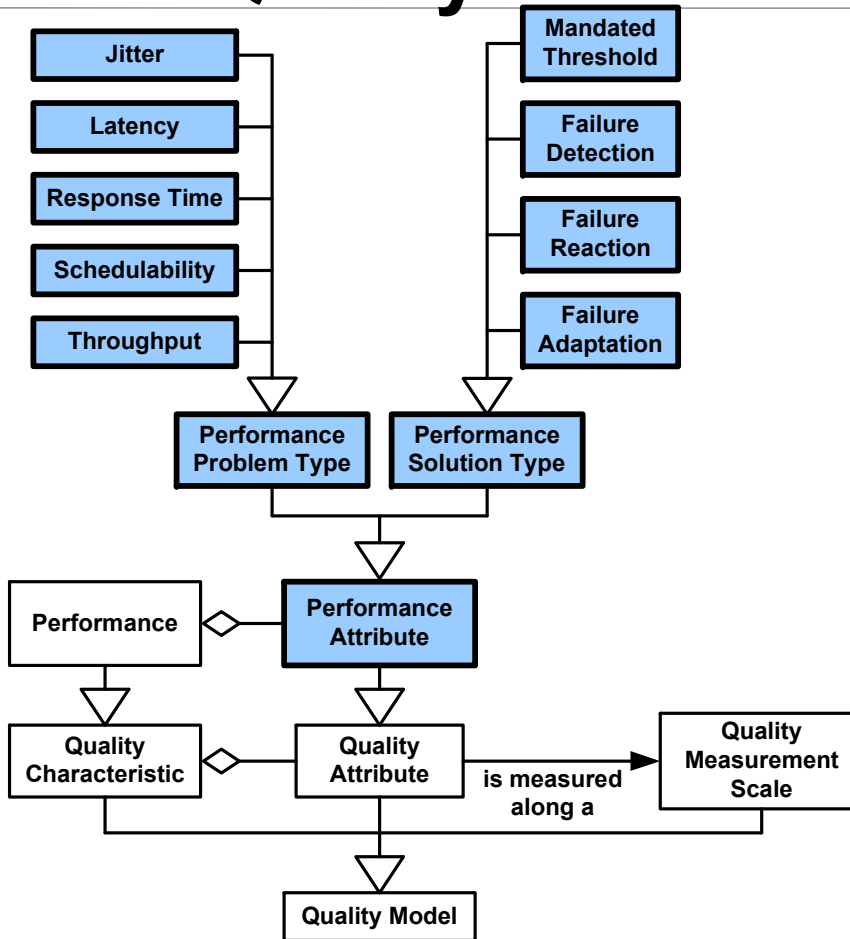 Jitter
Latency
Response Time
Schedulability
Throughput
Mandated
Threshold
Failure
Detection
Failure
Reaction
Failure
Adaptation
Performance
Problem Type
Performance
Solution Type
Performance
Performance
Attribute
Quality
Characteristic
Quality
Attribute
is measured
along a
Quality
Measurement
Scale
Quality Model